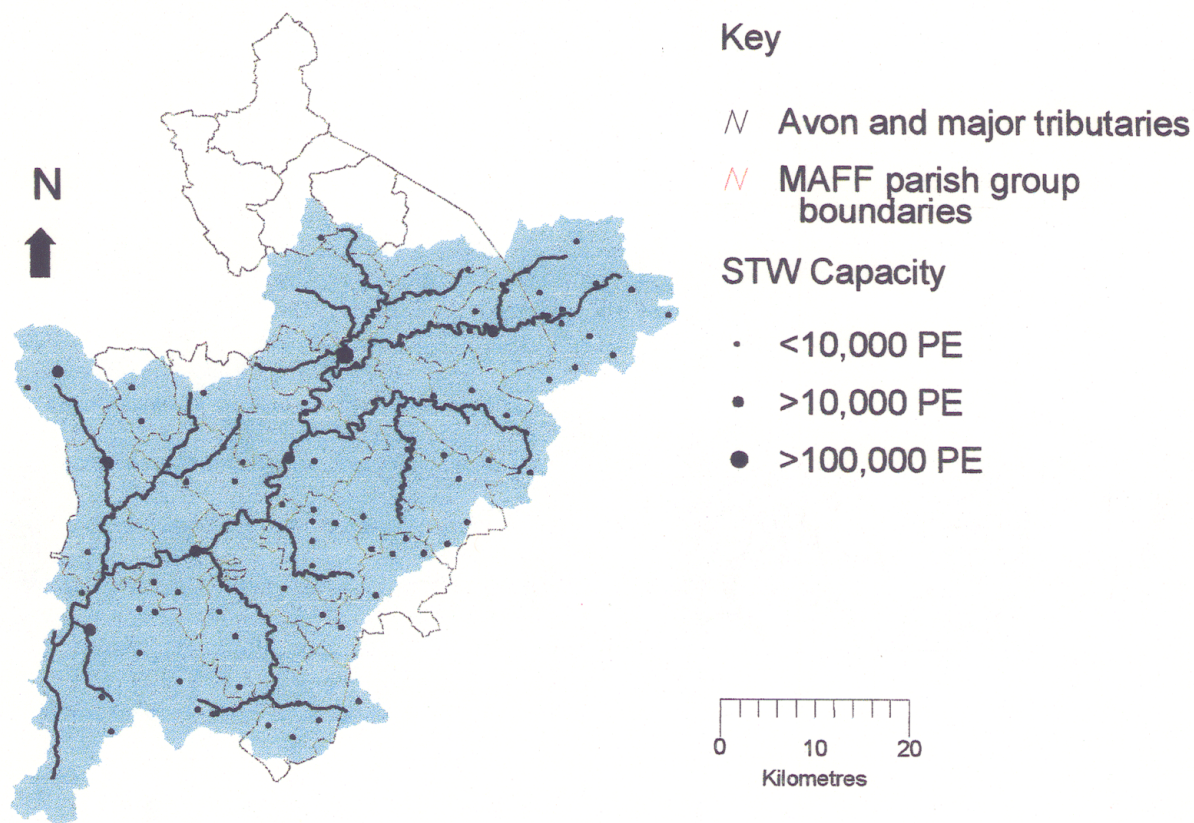 Key
Avon and major tributaries
MAFF parish group
boundaries
N
STW Capacity
<10,000 PE
>10,000 PE
>100,000 PE
0 10 20
Kilometres